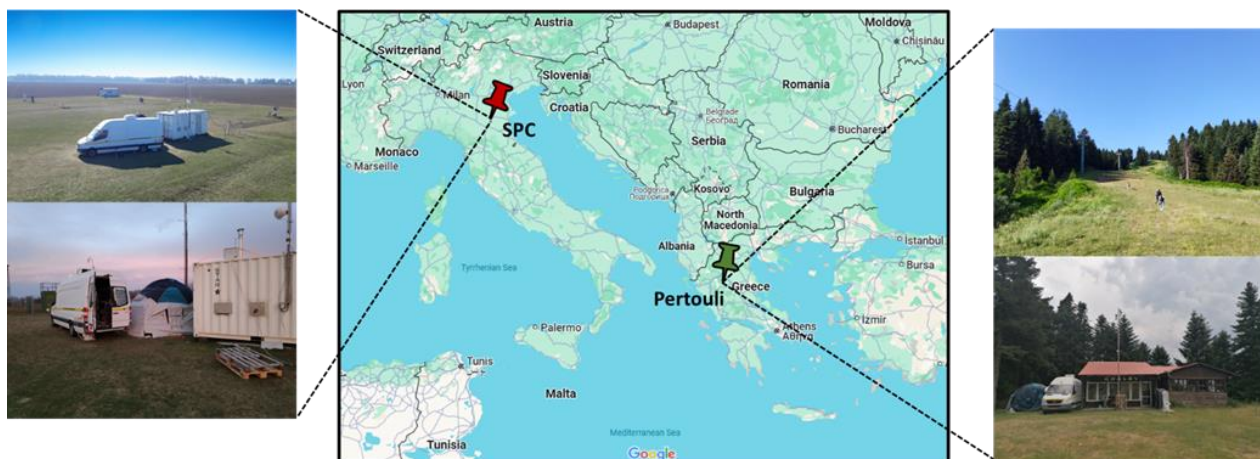 Austria
Budapest
Moldova
Chișinău
Switzerland
Lyon
Slovenia
Milan
Croatia
Romania
SPC
Belgrade
Београд
Bucharest
Serbia
Monaco
Marseille
Podgorica
Подгорица
Kosovo
Bulgaria
North
Macedonia
Albania
İstanbul
Bursa
Tyrrhenian Sea
Pertouli
Greece
Athens
Αθήνα
İzmir
Palermo
Tunis
Malta
Mediterranean Sea
Tunisia
Google